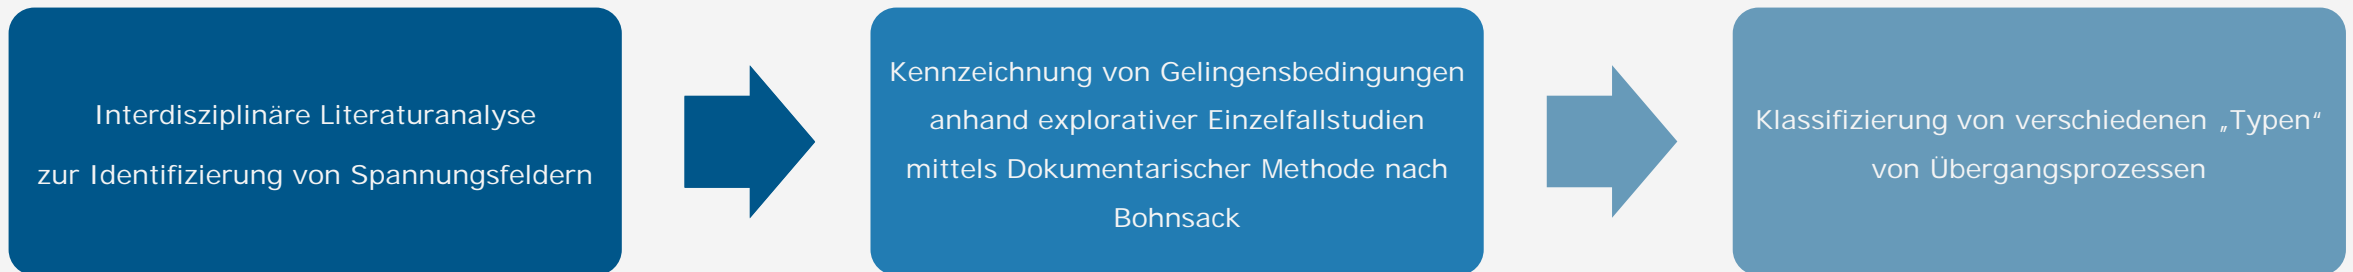 Interdisziplinäre Literaturanalyse
zur Identifizierung von Spannungsfeldern
Kennzeichnung von Gelingensbedingungen
anhand explorativer Einzelfallstudien
mittels Dokumentarischer Methode nach
Bohnsack
Klassifizierung von verschiedenen „Typen“
von Übergangsprozessen